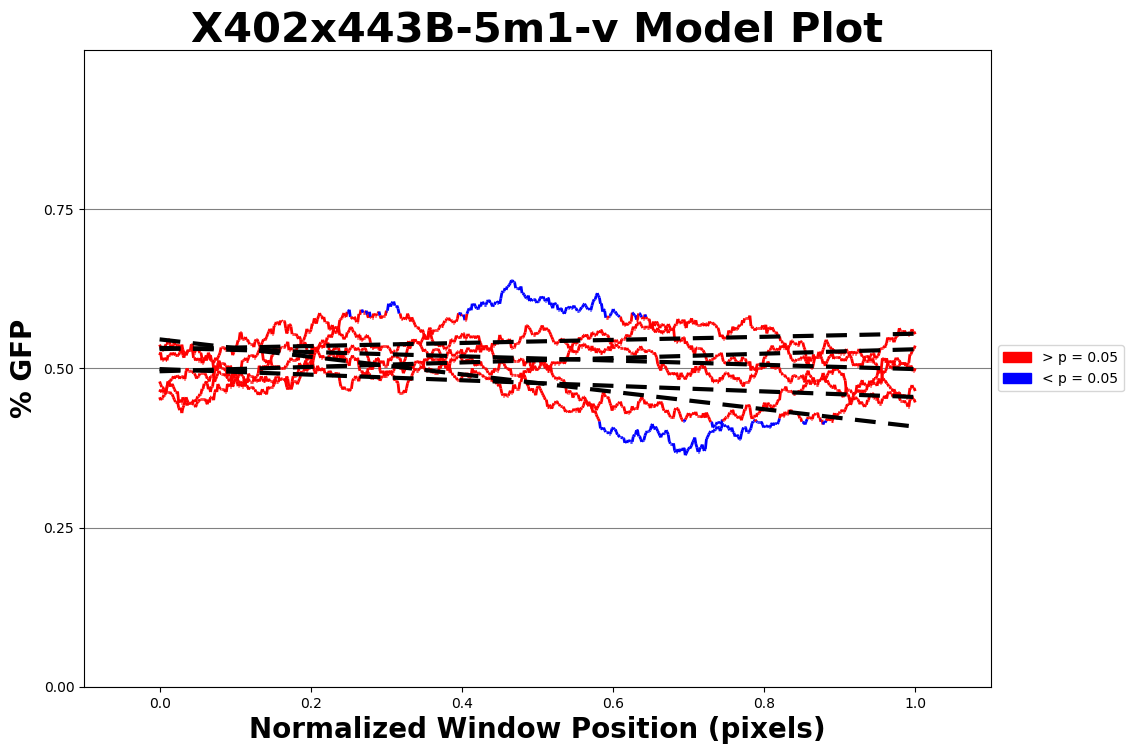 X402x443B-5m1-v Model Plot
% GFP
0.75
0.50
0.25
0.00
0.0 0.2 0.4 0.6 0.8 1.0
Normalized Window Position (pixels)
> p = 0.05
< p = 0.05